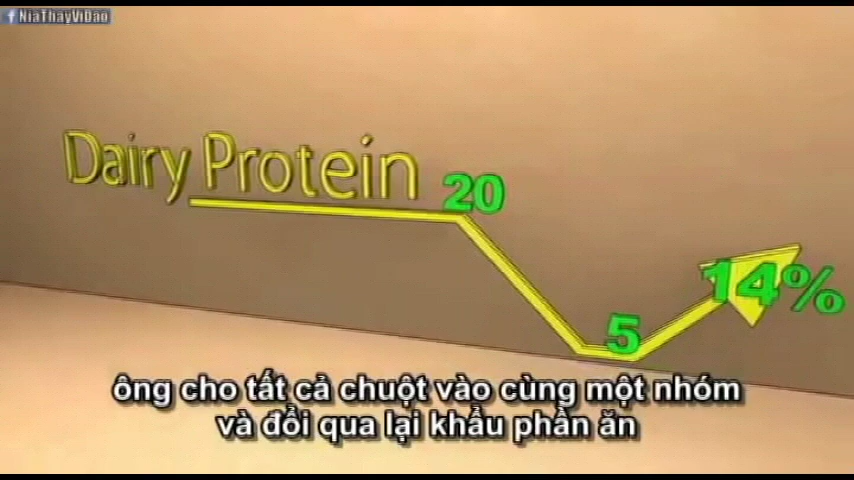 NiaThayViDao
Dairy Protein
20
5
14%
ông cho tất cả chuột vào cùng một nhóm
và đổi qua lại khẩu phần ăn